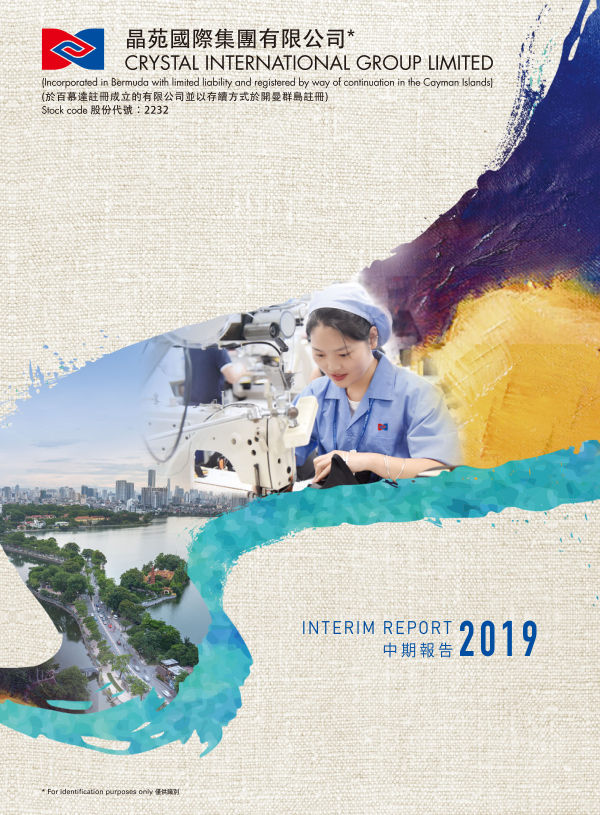 晶苑國際集團有限公司*
CRYSTAL INTERNATIONAL GROUP LIMITED
(Incorporated in Bermuda with limited liability and registered by way of continuation in the Cayman Islands)
(於百慕達註冊成立的有限公司並以存續方式於開曼群島註冊)
Stock code 股份代號：2232
INTERIM REPORT 2019
中期報告
* For identification purposes only 僅供識別